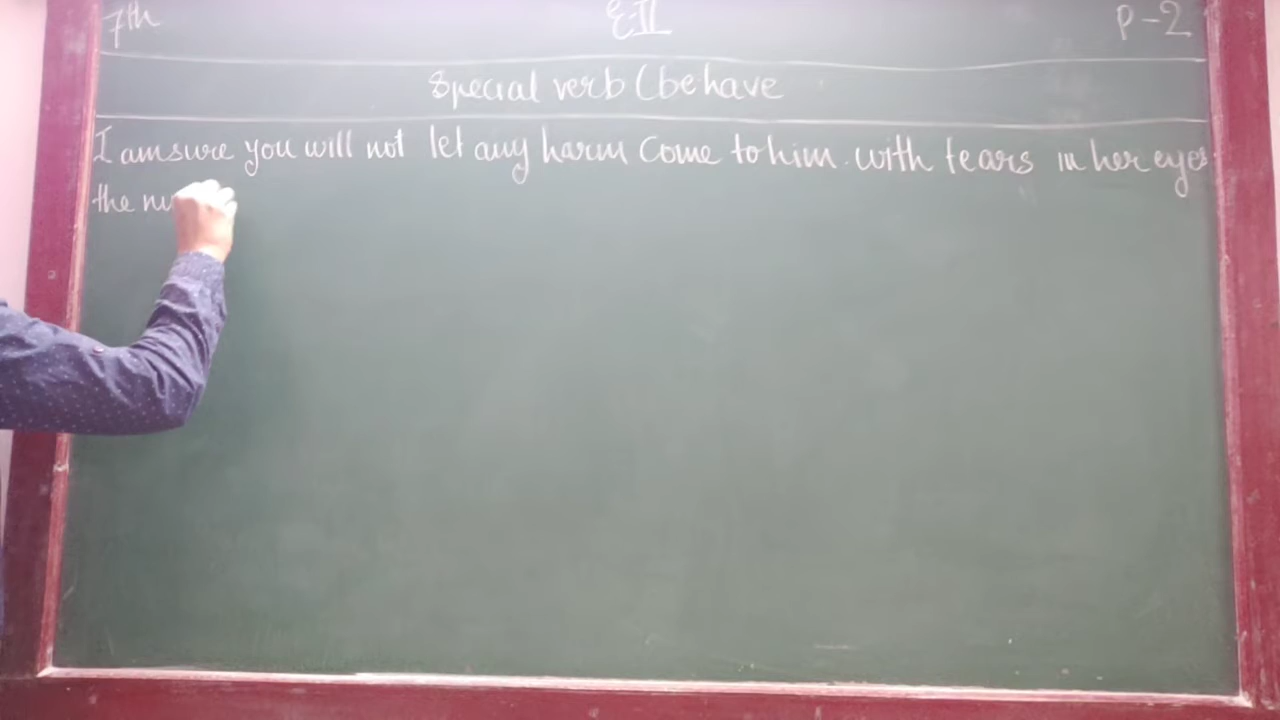 7th E-II P-2
Special verb (be have
I am sure you will not let any harm come to him. with tears in her eyes
the